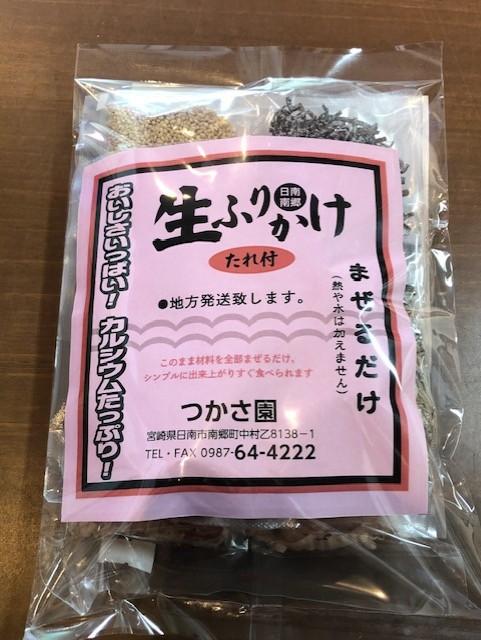 生ふりかけ
日南
南郷
たれ付
●地方発送致します。
まぜるだけ
（熱や水は加えません）
おいしさいっぱい！ カルシウムたっぷり！
このまま材料を全部まぜるだけ、
シンプルに出来上がりすぐ食べられます
つかさ園
宮崎県日南市南郷町中村乙8138－1
TEL・FAX 0987-64-4222